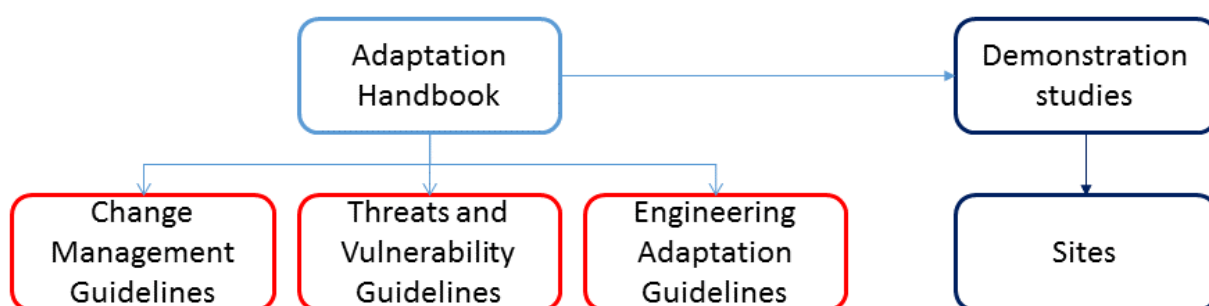 Adaptation
Handbook
Demonstration
studies
Change
Management
Guidelines
Threats and
Vulnerability
Guidelines
Engineering
Adaptation
Guidelines
Sites